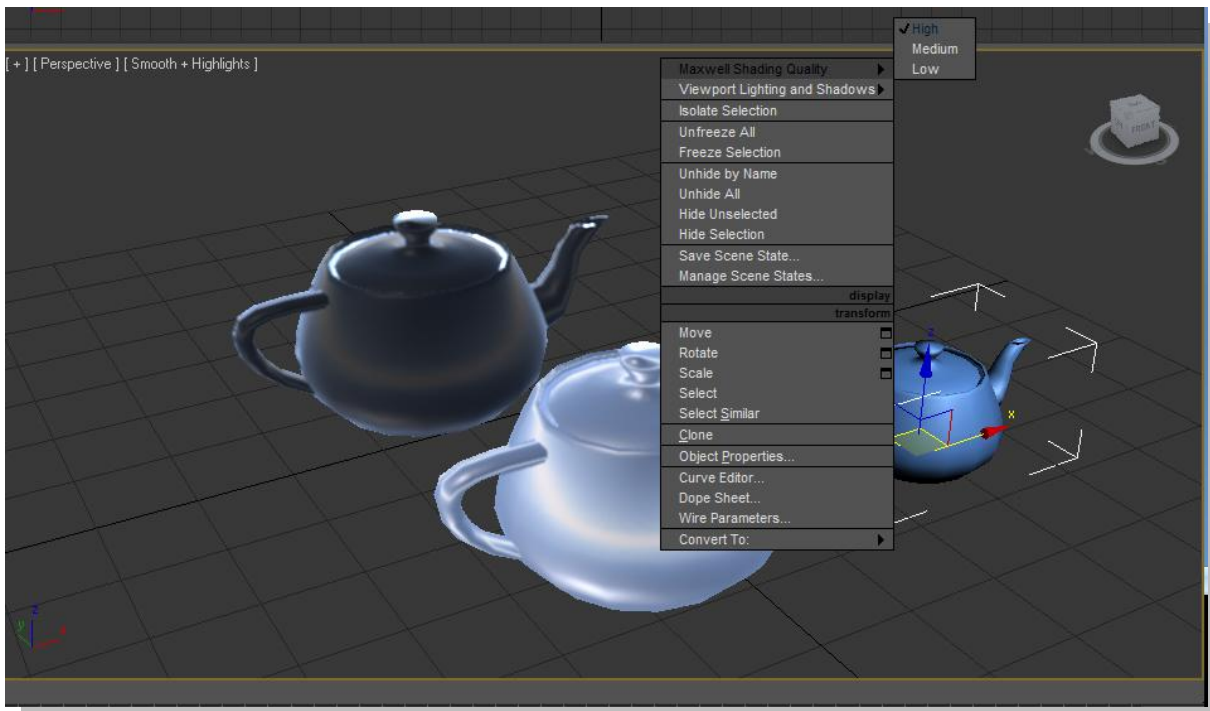 [ + ] [ Perspective ] [ Smooth + Highlights ]
Maxwell Shading Quality
High
Medium
Low
Viewport Lighting and Shadows
Isolate Selection
Unfreeze All
Freeze Selection
Unhide by Name
Unhide All
Hide Unselected
Hide Selection
Save Scene State...
Manage Scene States...
display
transform
Move
Rotate
Scale
Select
Select Similar
Clone
Object Properties...
Curve Editor...
Dope Sheet...
Wire Parameters...
Convert To:
FRONT
z
x
z
y
x